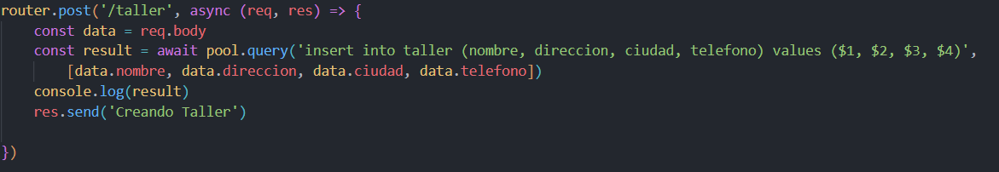 router.post('/taller', async (req, res) => {
    const data = req.body
    const result = await pool.query('insert into taller (nombre, direccion, ciudad, telefono) values ($1, $2, $3, $4)',
        [data.nombre, data.direccion, data.ciudad, data.telefono])
    console.log(result)
    res.send('Creando Taller')
})